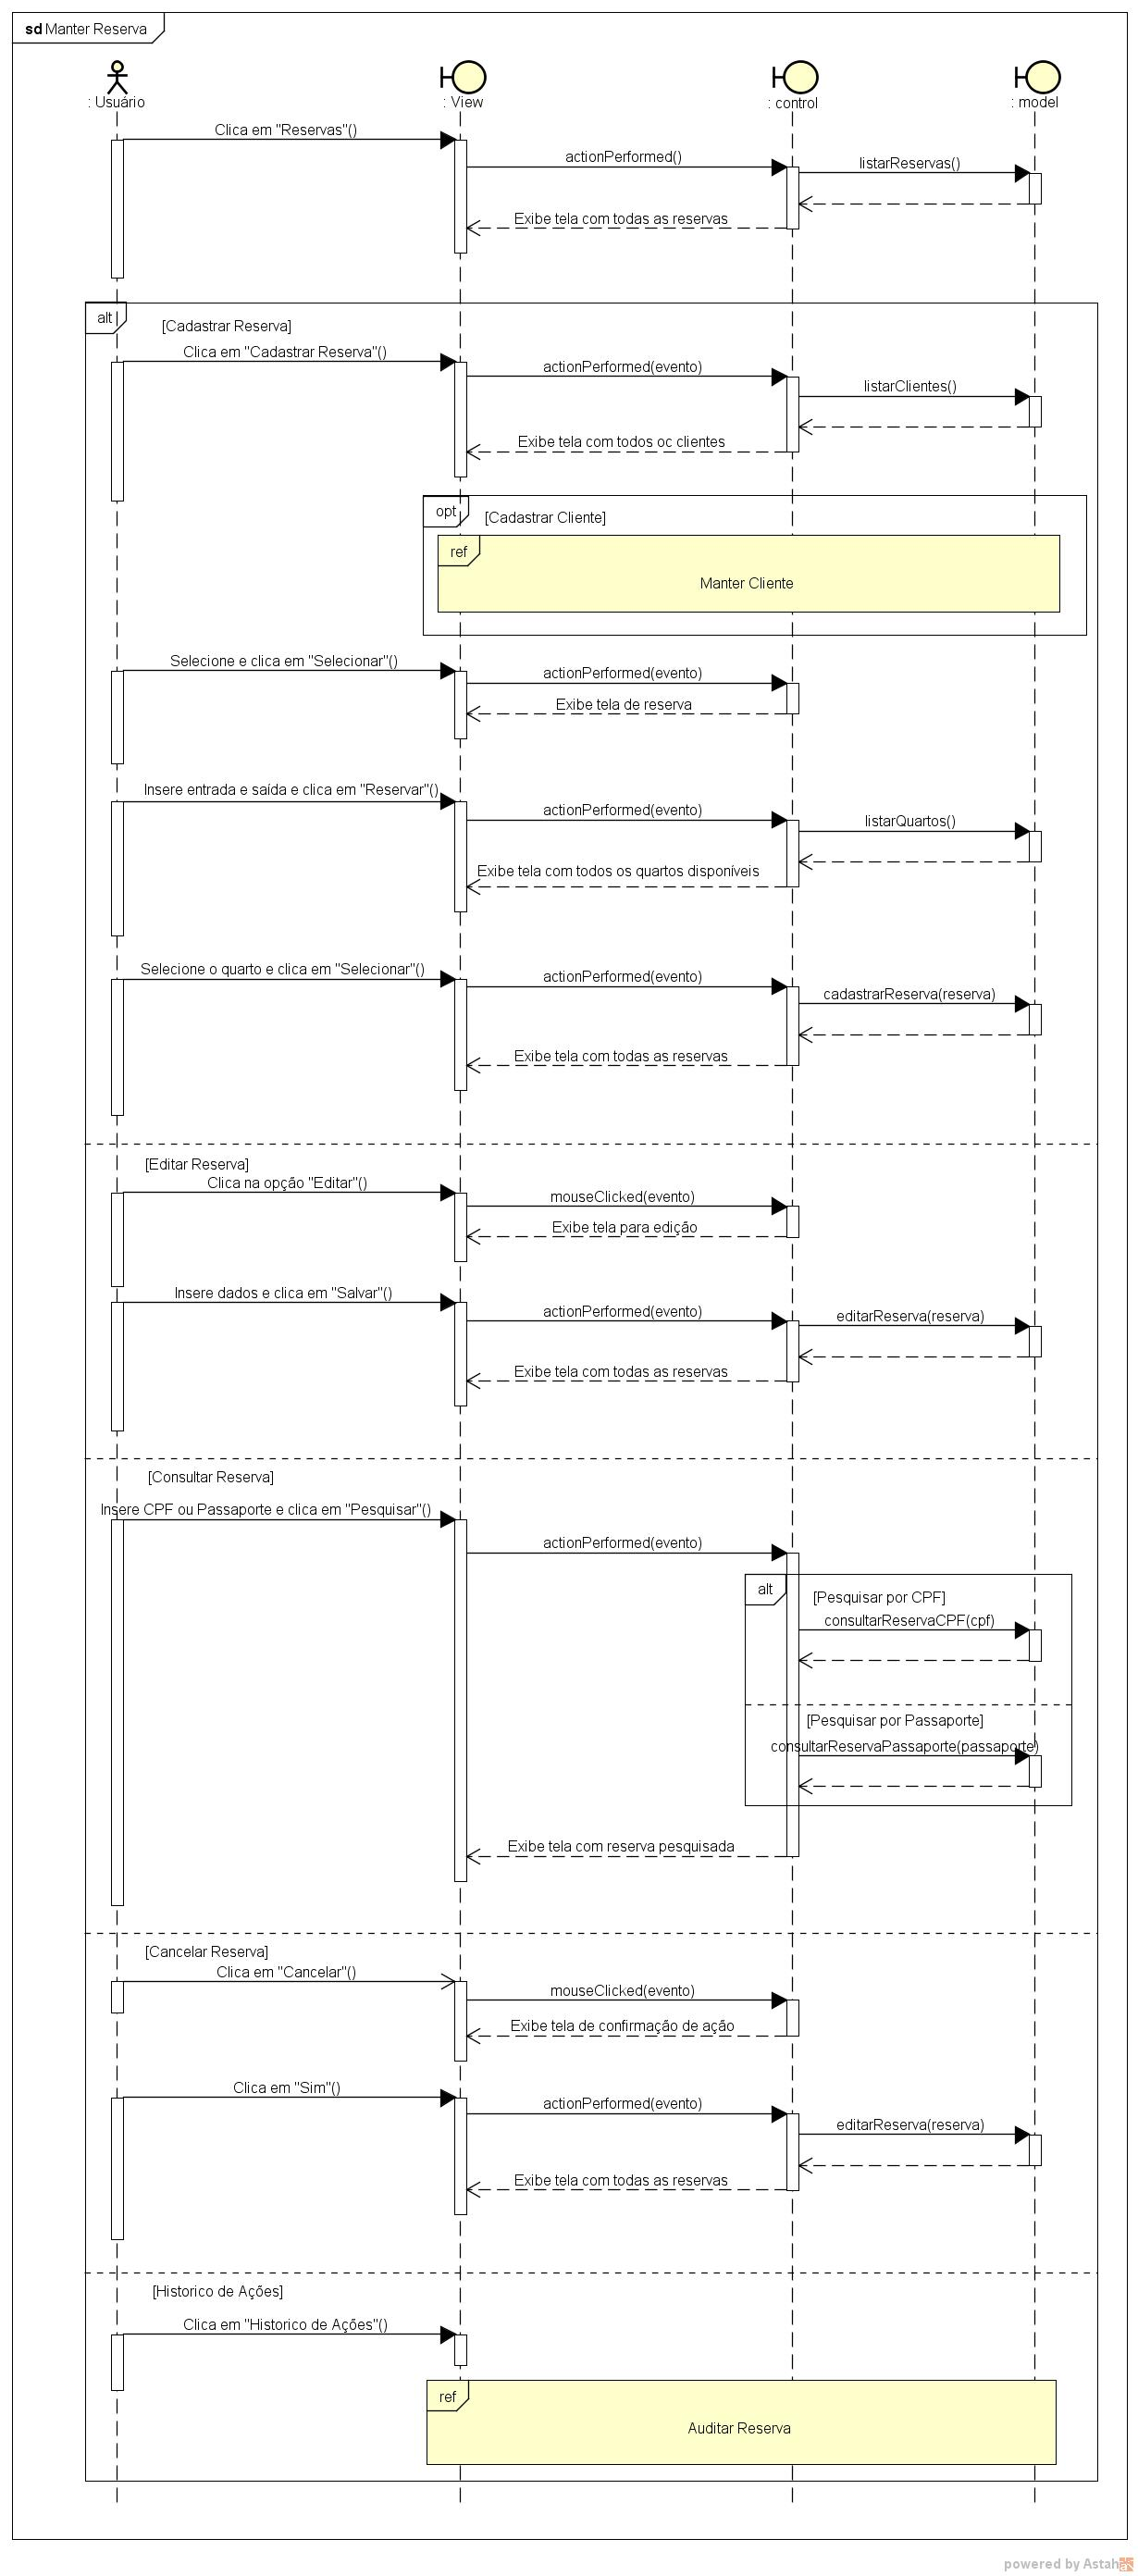 sd Manter Reserva
: Usuário
: View
: control
: model
Clica em "Reservas"()
actionPerformed()
listarReservas()
Exibe tela com todas as reservas
alt
[Cadastrar Reserva]
Clica em "Cadastrar Reserva"()
actionPerformed(evento)
listarClientes()
Exibe tela com todos oc clientes
opt
[Cadastrar Cliente]
ref
Manter Cliente
Selecione e clica em "Selecionar"()
actionPerformed(evento)
Exibe tela de reserva
Insere entrada e saída e clica em "Reservar"()
actionPerformed(evento)
listarQuartos()
Exibe tela com todos os quartos disponíveis
Selecione o quarto e clica em "Selecionar"()
actionPerformed(evento)
cadastrarReserva(reserva)
Exibe tela com todas as reservas
[Editar Reserva]
Clica na opção "Editar"()
mouseClicked(evento)
Exibe tela para edição
Insere dados e clica em "Salvar"()
actionPerformed(evento)
editarReserva(reserva)
Exibe tela com todas as reservas
[Consultar Reserva]
Insere CPF ou Passaporte e clica em "Pesquisar"()
actionPerformed(evento)
alt
[Pesquisar por CPF]
consultarReservaCPF(cpf)
[Pesquisar por Passaporte]
consultarReservaPassaporte(passaporte)
Exibe tela com reserva pesquisada
[Cancelar Reserva]
Clica em "Cancelar"()
mouseClicked(evento)
Exibe tela de confirmação de ação
Clica em "Sim"()
actionPerformed(evento)
editarReserva(reserva)
Exibe tela com todas as reservas
[Historico de Ações]
Clica em "Historico de Ações"()
ref
Auditar Reserva
powered by Astah